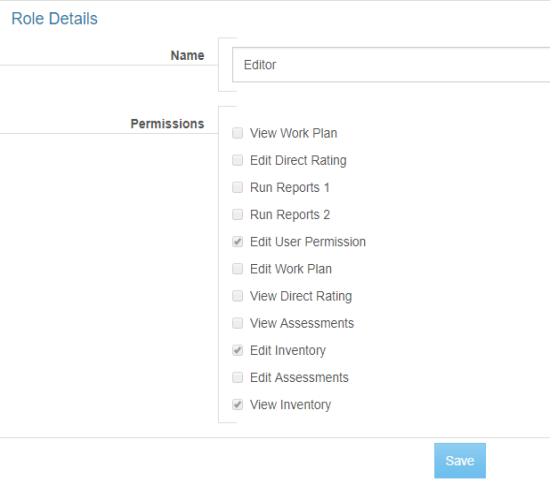 Role Details
Name
Editor
Permissions
View Work Plan
Edit Direct Rating
Run Reports 1
Run Reports 2
Edit User Permission
Edit Work Plan
View Direct Rating
View Assessments
Edit Inventory
Edit Assessments
View Inventory
Save